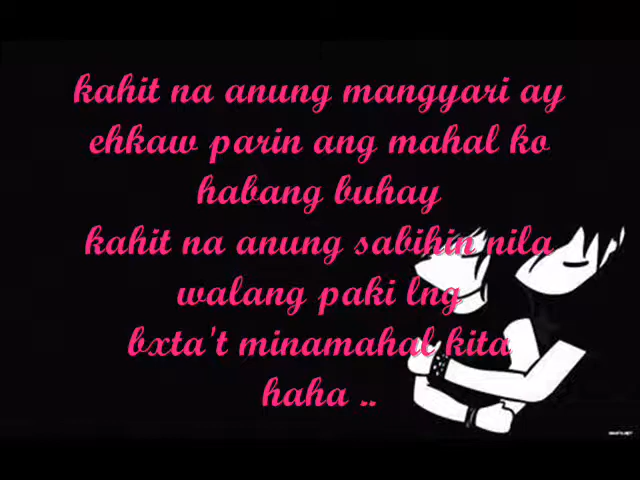 kahit na anung mangyari ay
ehkaw parin ang mahal ko
habang buhay
kahit na anung sabihin nila
walang paki lng
bxta't minamahal kita
haha ..